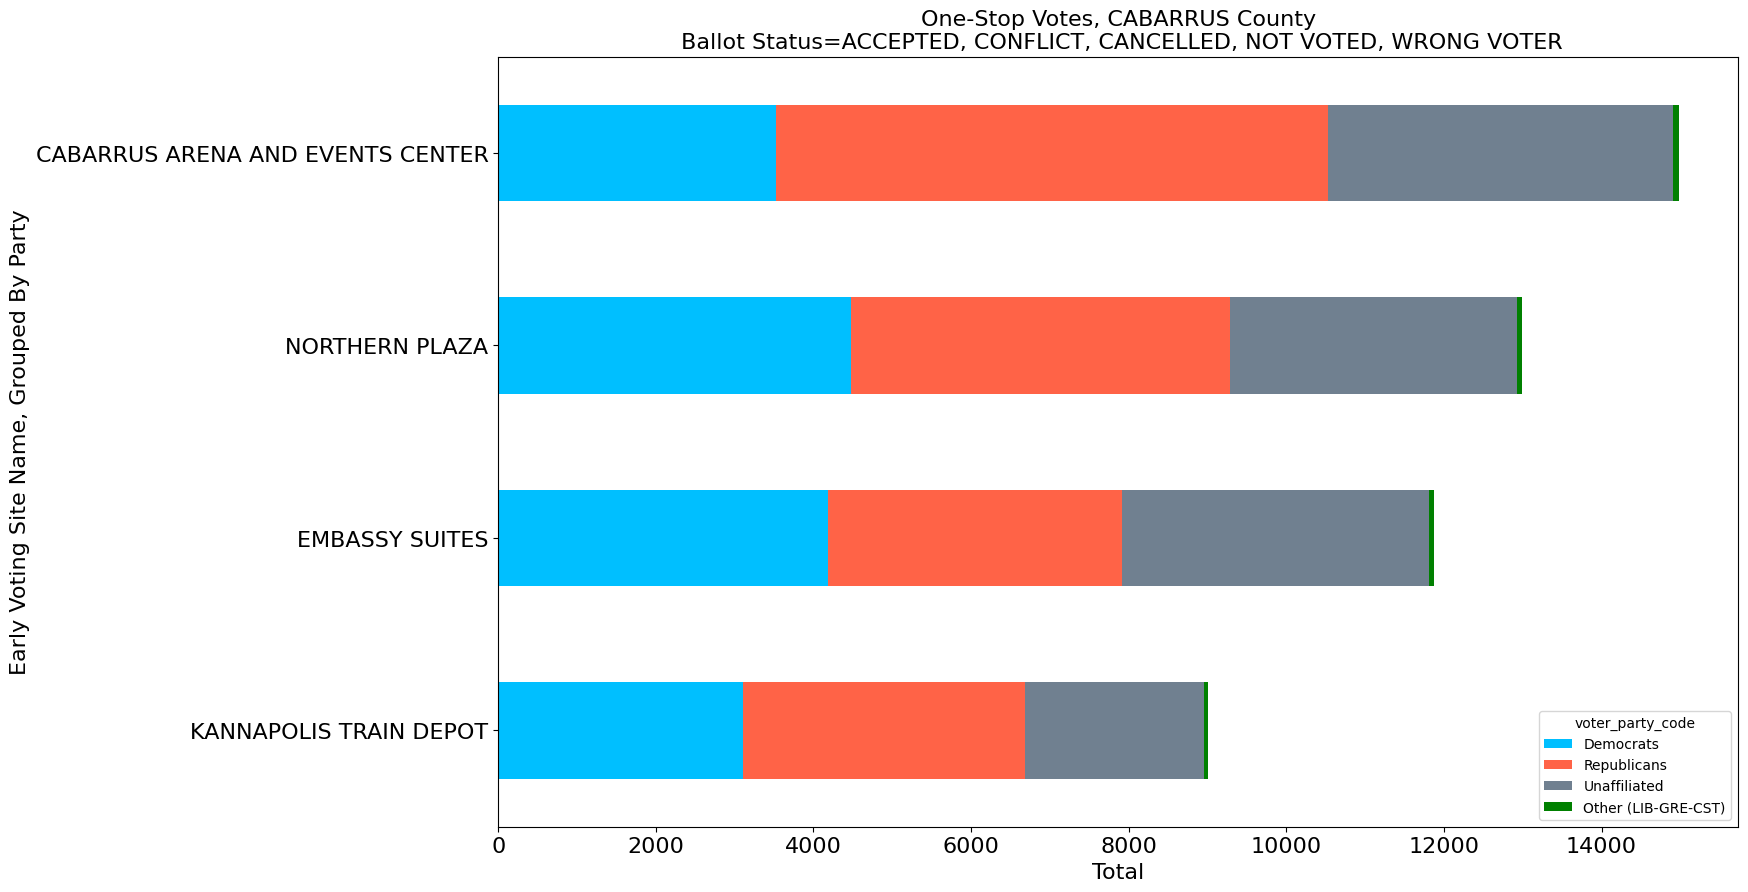 One-Stop Votes, CABARRUS County
Ballot Status=ACCEPTED, CONFLICT, CANCELLED, NOT VOTED, WRONG VOTER
Early Voting Site Name, Grouped By Party
CABARRUS ARENA AND EVENTS CENTER
NORTHERN PLAZA
EMBASSY SUITES
KANNAPOLIS TRAIN DEPOT
voter_party_code
Democrats
Republicans
Unaffiliated
Other (LIB-GRE-CST)
0 2000 4000 6000 8000 10000 12000 14000
Total